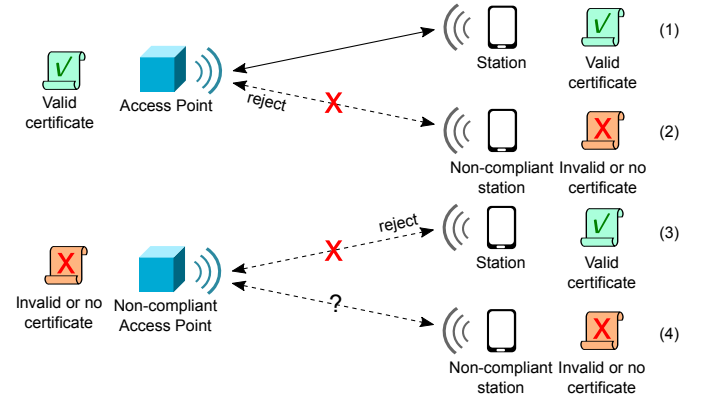 (1)
Station
Valid
certificate
Valid
certificate
Access Point
reject
X
X
(2)
Non-compliant
station
Invalid or no
certificate
reject
X
(3)
Station
Valid
certificate
X
Invalid or no
certificate
Non-compliant
Access Point
?
X
(4)
Non-compliant
station
Invalid or no
certificate